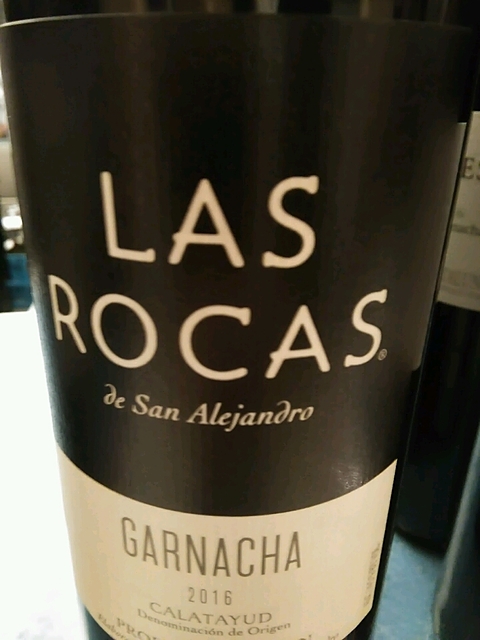 LAS
ROCAS®
de San Alejandro
GARNACHA
2016
CALATAYUD
Denominación de Origen